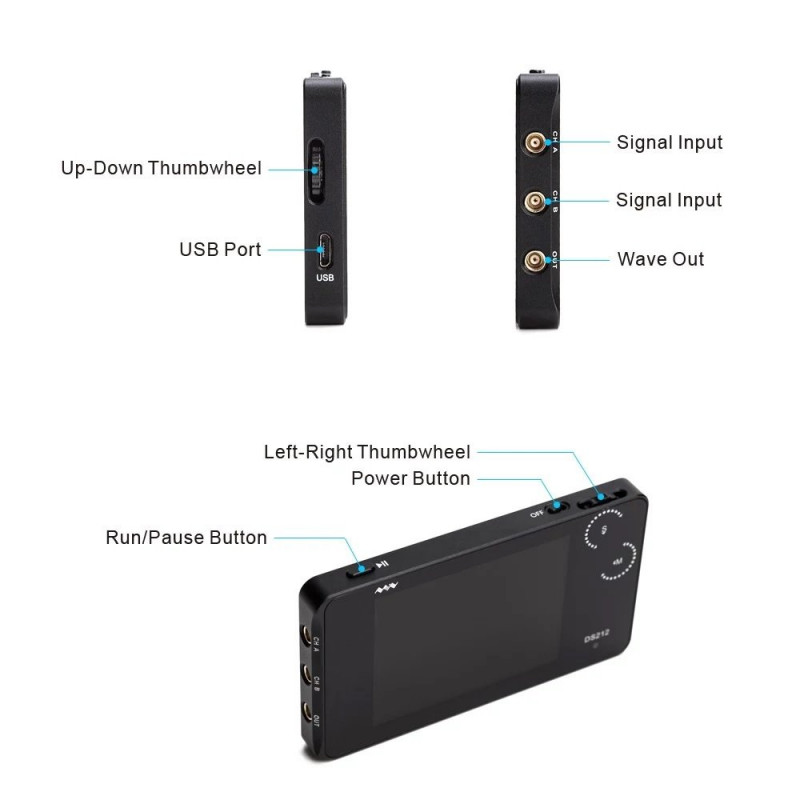 Up-Down Thumbwheel
USB Port
USB
CH A
Signal Input
CH B
Signal Input
OUT
Wave Out
Left-Right Thumbwheel
Power Button
OFF
Run/Pause Button
S
M
DS212
CH A
CH B
OUT